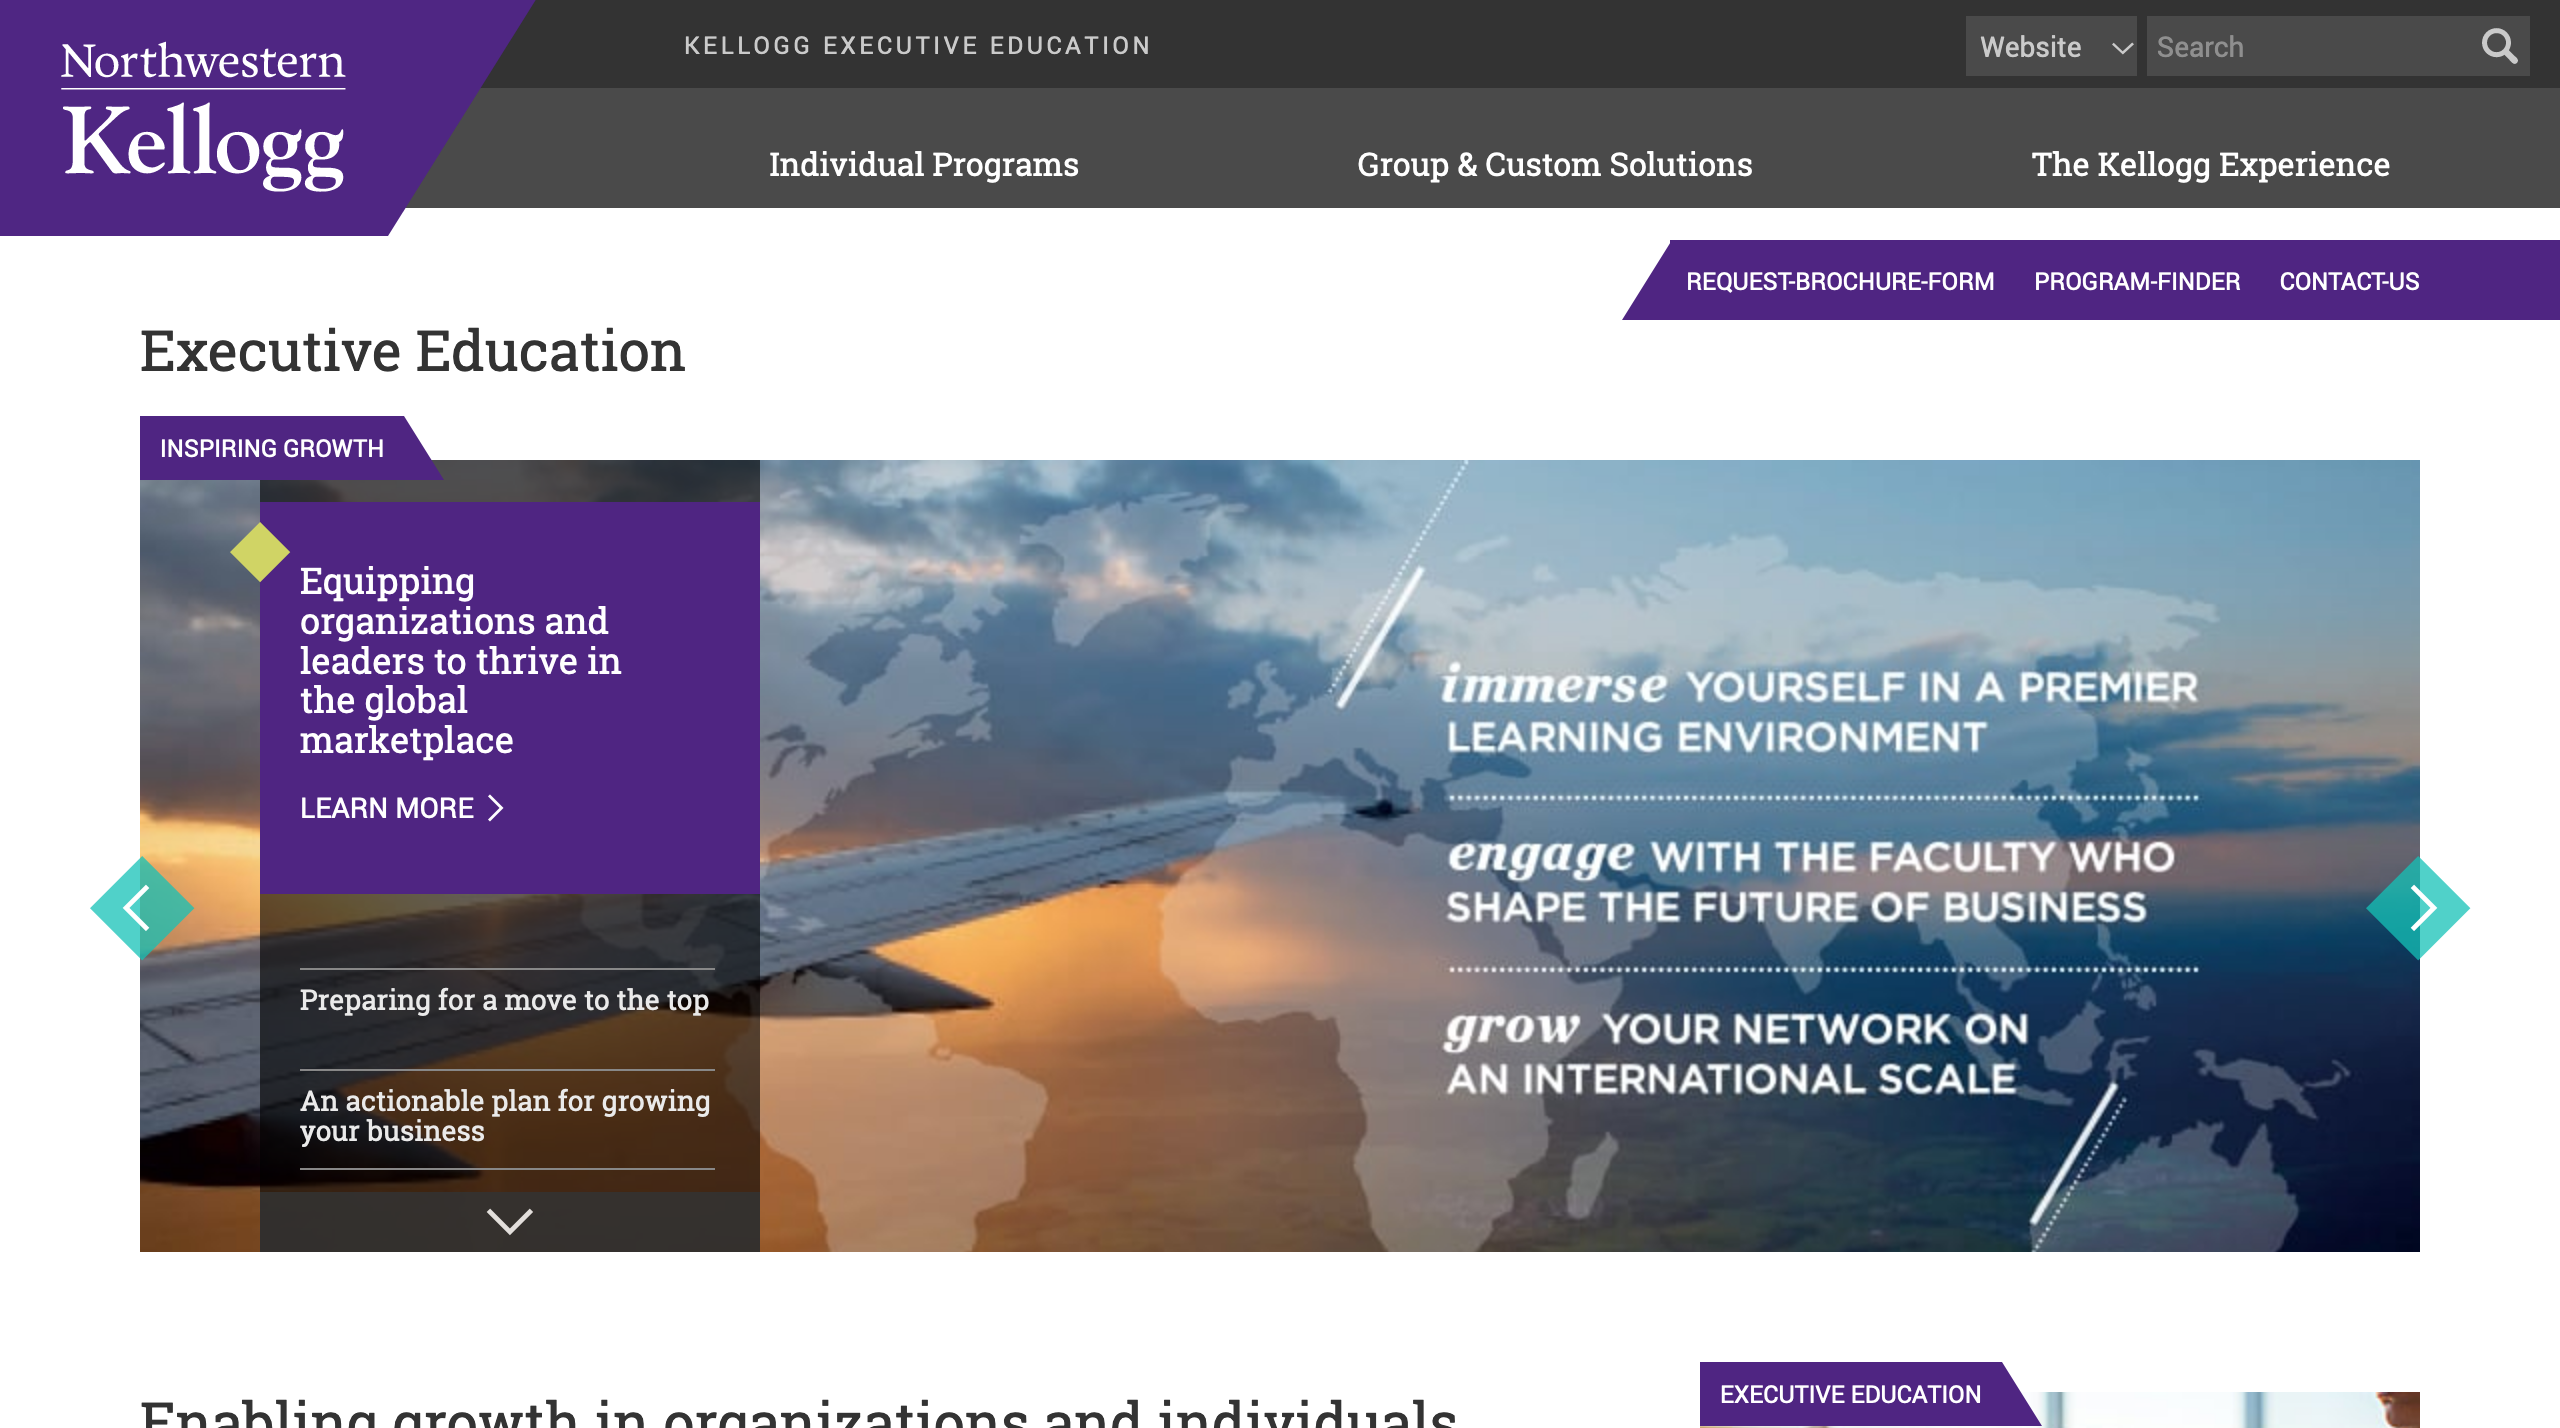 Northwestern
Kellogg
KELLOGG EXECUTIVE EDUCATION
Website
Search
Individual Programs
Group & Custom Solutions
The Kellogg Experience
REQUEST-BROCHURE-FORM
PROGRAM-FINDER
CONTACT-US
Executive Education
INSPIRING GROWTH
Equipping
organizations and
leaders to thrive in
the global
marketplace
LEARN MORE
Preparing for a move to the top
An actionable plan for growing
your business
immerse YOURSELF IN A PREMIER
LEARNING ENVIRONMENT
engage WITH THE FACULTY WHO
SHAPE THE FUTURE OF BUSINESS
grow YOUR NETWORK ON
AN INTERNATIONAL SCALE
Enabling growth in organizations and individuals
EXECUTIVE EDUCATION